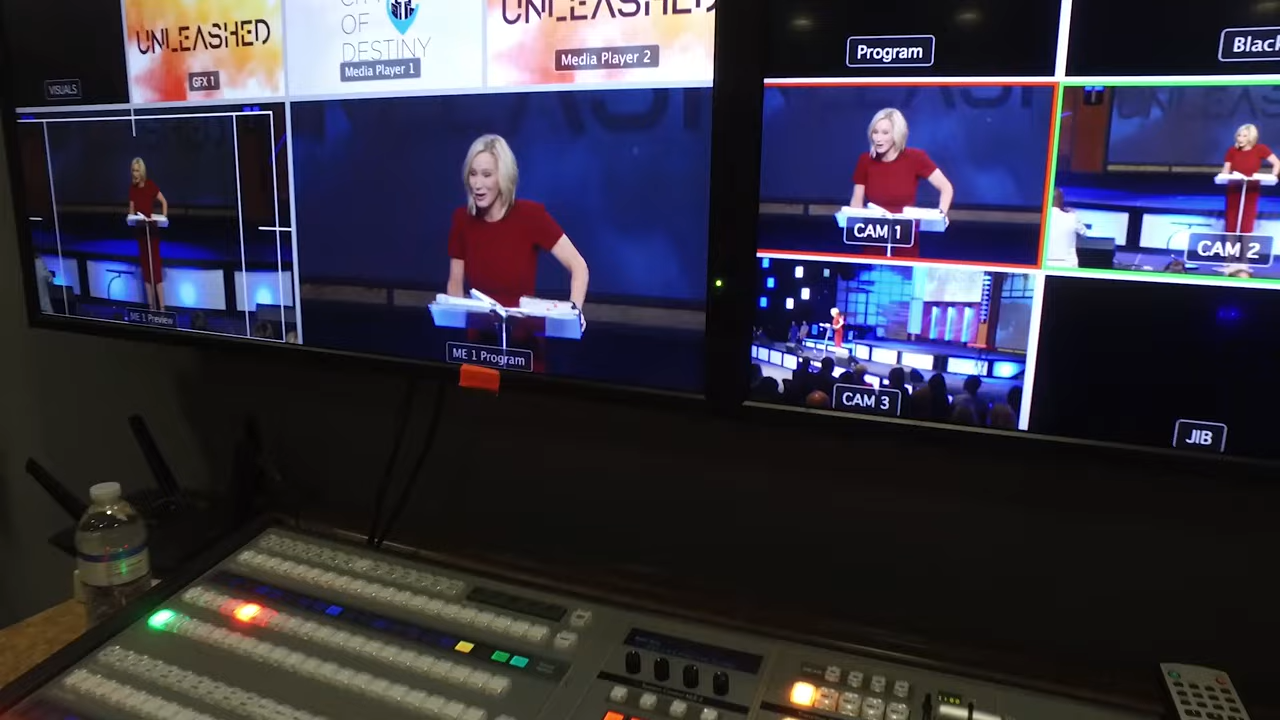 UNLEASHED
GFX 1
OF
DESTINY
Media Player 1
UNLEASHED
Media Player 2
VISUALS
ME 1 Preview
ME 1 Program
Program
CAM 1
CAM 2
CAM 3
JIB